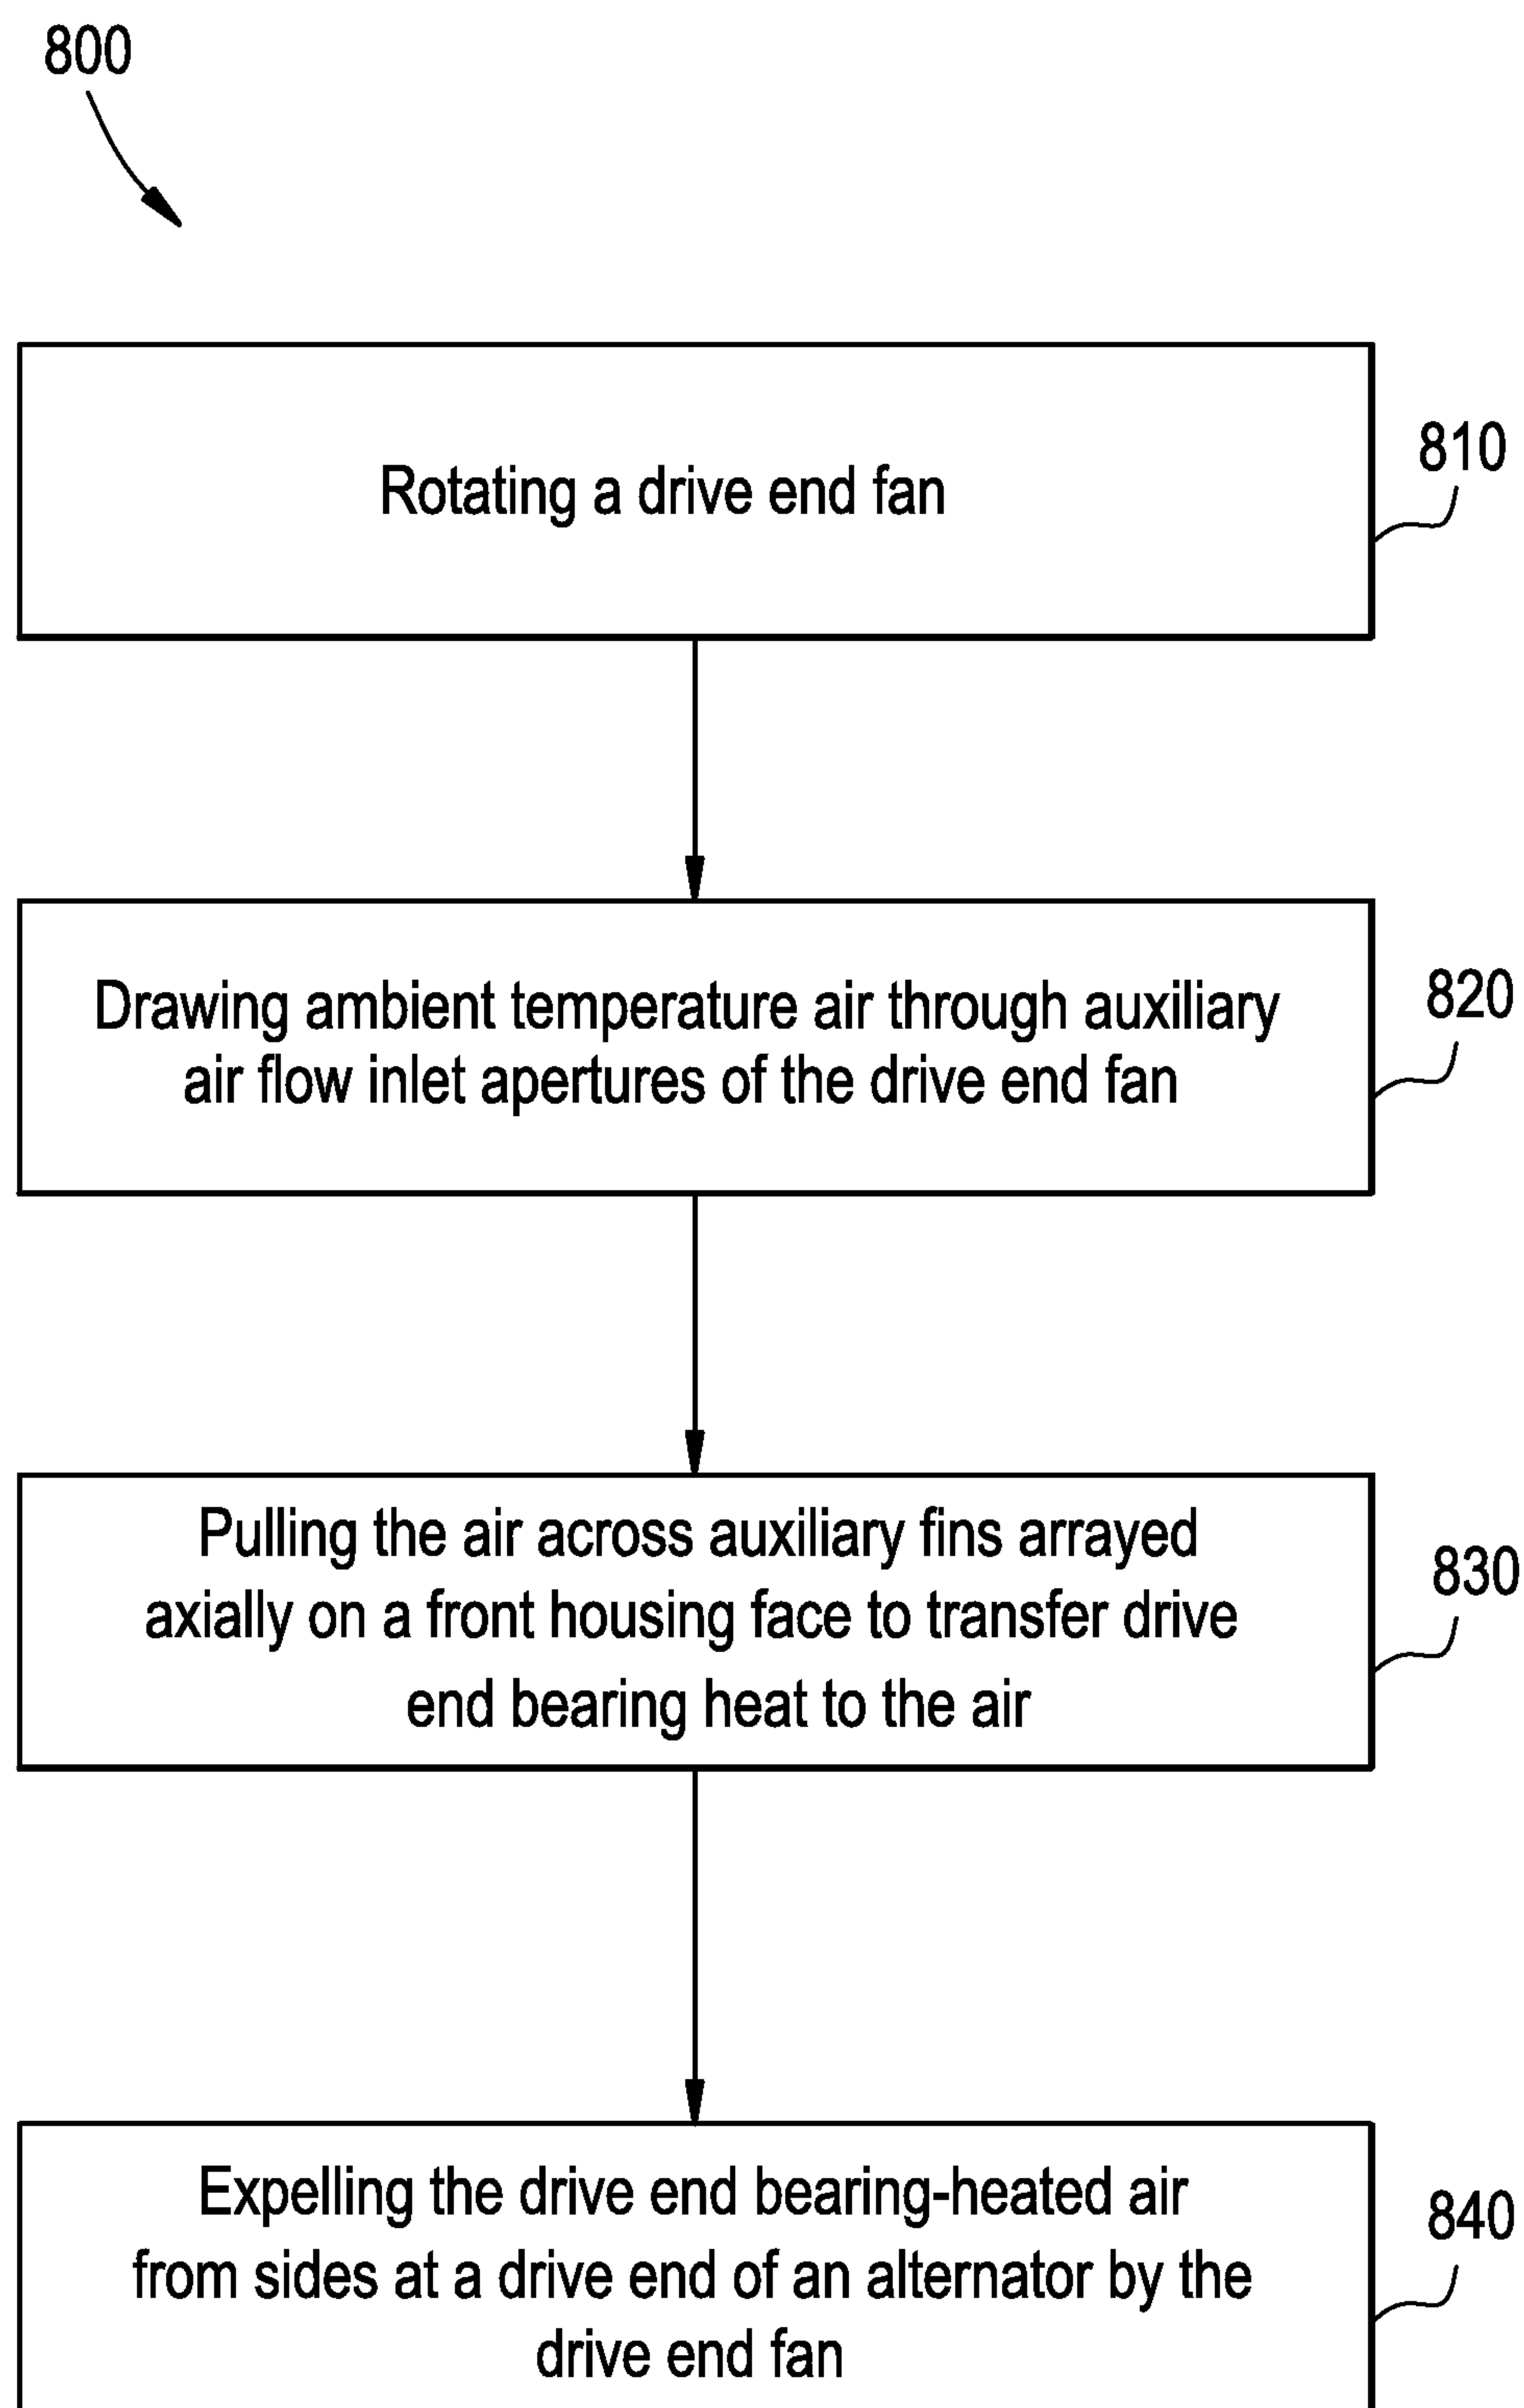 800
Rotating a drive end fan
810
Drawing ambient temperature air through auxiliary
air flow inlet apertures of the drive end fan
820
Pulling the air across auxiliary fins arrayed
axially on a front housing face to transfer drive
end bearing heat to the air
830
Expelling the drive end bearing-heated air
from sides at a drive end of an alternator by the
drive end fan
840